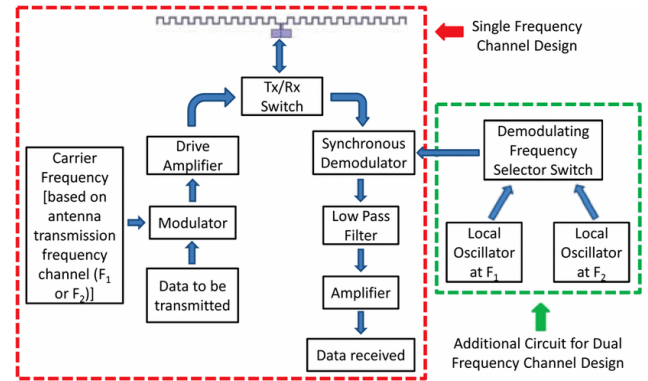 Single Frequency
Channel Design
Tx/Rx
Switch
Drive
Amplifier
Synchronous
Demodulator
Demodulating
Frequency
Selector Switch
Carrier
Frequency
[based on
antenna
transmission
frequency
channel (F₁
or F₂)]
Modulator
Low Pass
Filter
Local
Oscillator
at F₁
Local
Oscillator
at F₂
Data to be
transmitted
Amplifier
Data received
Additional Circuit for Dual
Frequency Channel Design